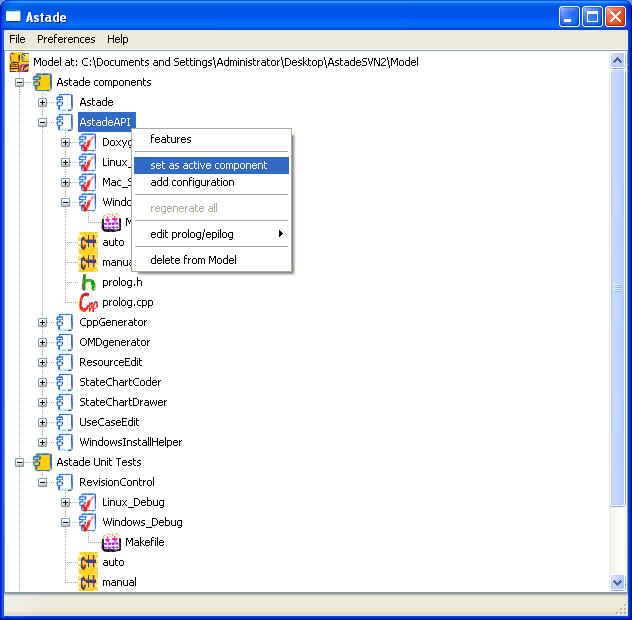 Astade
File Preferences Help
Model at: C:\Documents and Settings\Administrator\Desktop\AstadeSVN2\Model
Astade components
Astade
AstadeAPI
features
Doxyg
Linux_
set as active component
Mac_S
add configuration
Windo
regenerate all
M
auto
edit prolog/epilog
manua
delete from Model
prolog.h
prolog.cpp
CppGenerator
OMDgenerator
ResourceEdit
StateChartCoder
StateChartDrawer
UseCaseEdit
WindowsInstallHelper
Astade Unit Tests
RevisionControl
Linux_Debug
Windows_Debug
Makefile
auto
manual